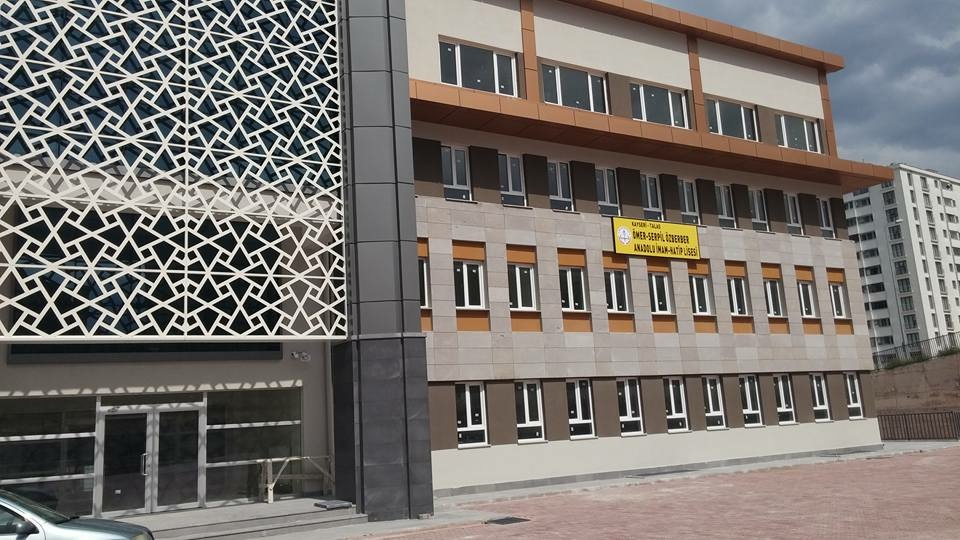 KAYSERİ - TALAS
ÖMER-SERPİL ÖZBERBER
ANADOLU İMAM-HATİP LİSESİ